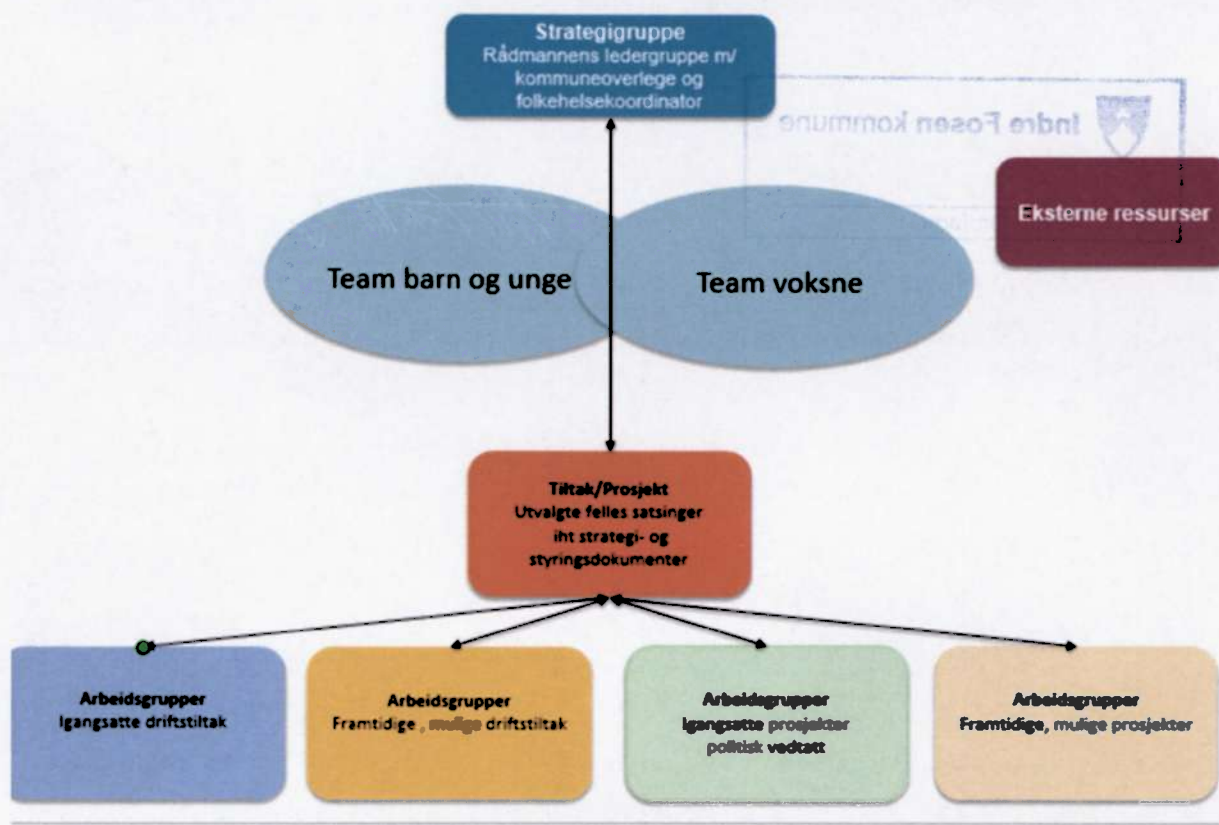 Strategigruppe
Rådmannens ledergruppe m/
kommuneoverlege og
folkehelsekoordinator
Indre Fosen kommune
Eksterne ressurser
Team barn og unge
Team voksne
Tiltak/Prosjekt
Utvalgte felles satsinger
iht strategi- og
styringsdokumenter
Arbeidsgrupper
Igangsatte driftstiltak
Arbeidsgrupper
Framtidige , mulige driftstiltak
Arbeidsgrupper
Igangsatte prosjekter
politisk vedtatt
Arbeidsgrupper
Framtidige, mulige prosjekter